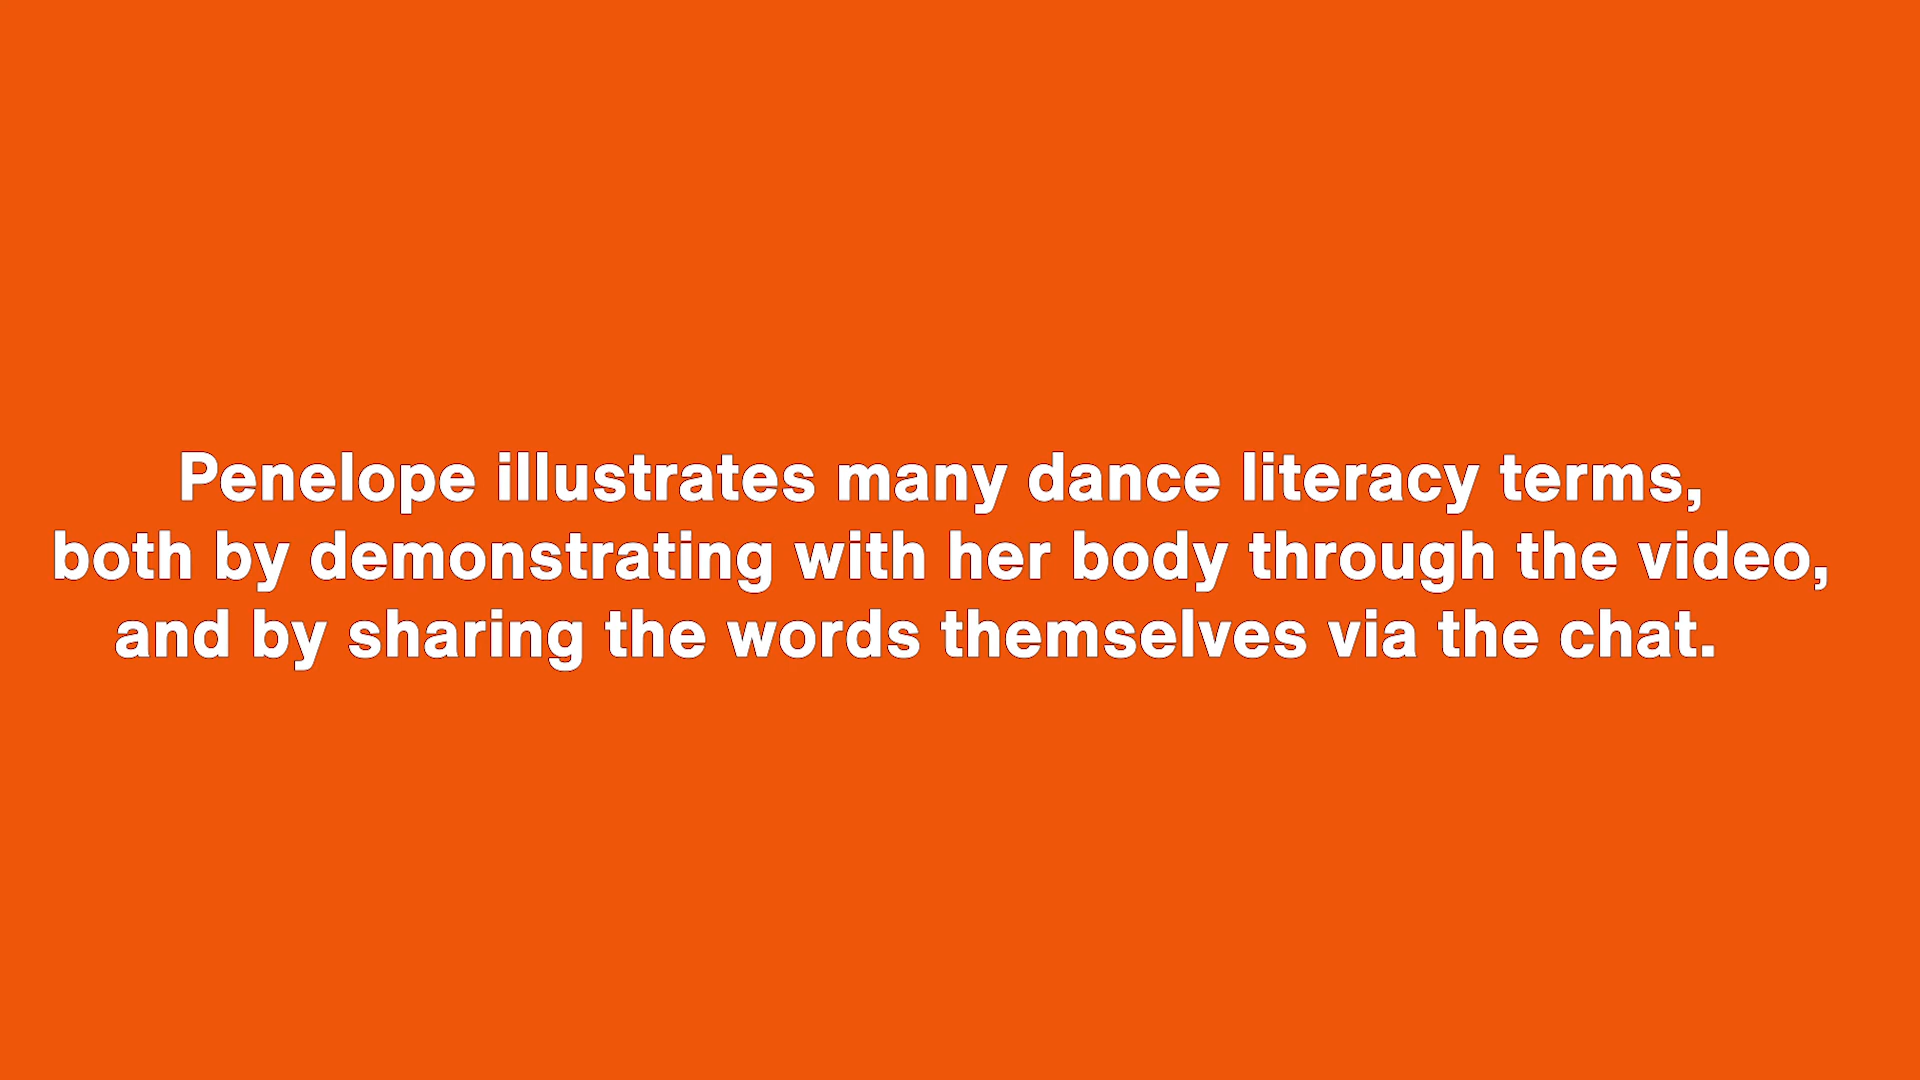 Penelope illustrates many dance literacy terms,
both by demonstrating with her body through the video,
and by sharing the words themselves via the chat.